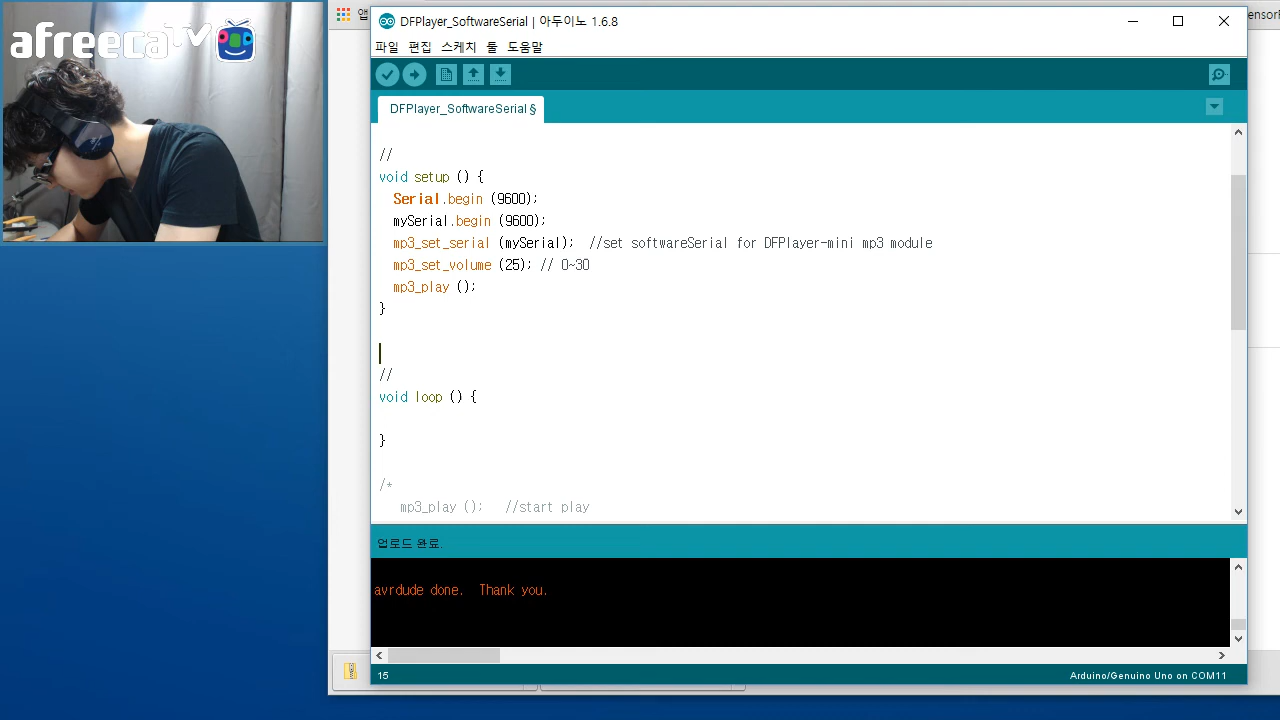 afreecaTV
앱
DFPlayer_SoftwareSerial | 아두이노 1.6.8
ensori
파일 편집 스케치 툴 도움말
DFPlayer_SoftwareSerial §
//
void setup () {
Serial.begin (9600);
mySerial.begin (9600);
mp3_set_serial (mySerial);  //set softwareSerial for DFPlayer-mini mp3 module
mp3_set_volume (25); // 0~30
mp3_play ();
}
//
void loop () {
}
/*
mp3_play ();   //start play
업로드 완료.
avrdude done.  Thank you.
15
Arduino/Genuino Uno on COM11